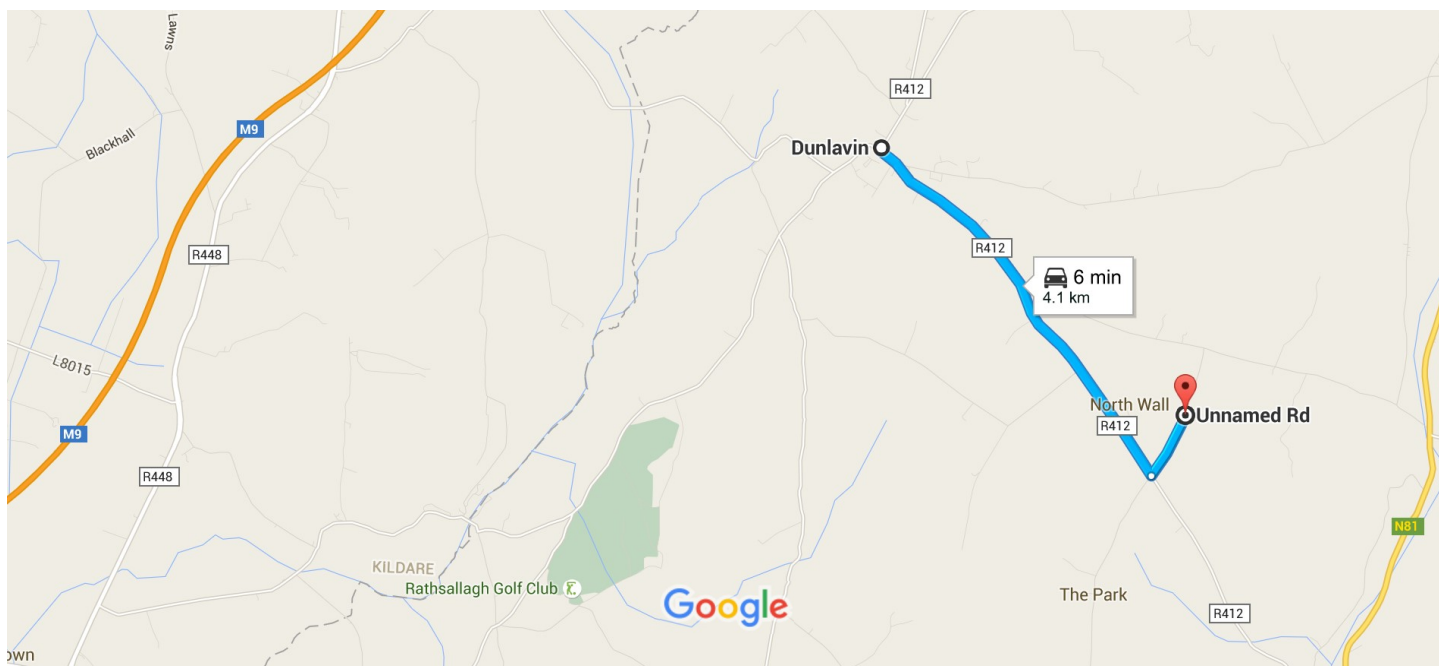 Lawns
R412
M9
Blackhall
Dunlavin
R412
R448
6 min
4.1 km
L8015
North Wall
Unnamed Rd
R412
M9
R448
N81
KILDARE
Rathsallagh Golf Club
The Park
Google
R412
own